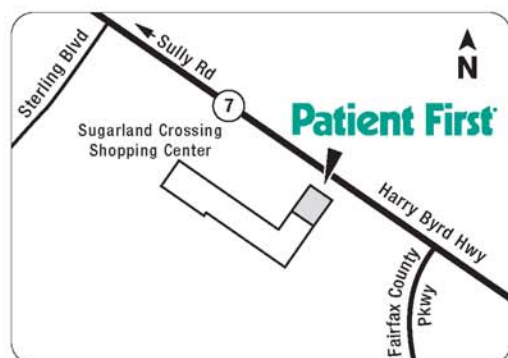 Sterling Blvd
Sully Rd
N
7
Patient First
Sugarland Crossing
Shopping Center
Harry Byrd Hwy
Fairfax County
Pkwy